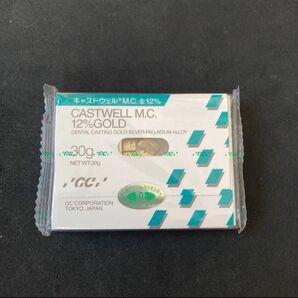 キャストウェル®M.C. 金12%
CASTWELL M.C.
12%GOLD
DENTAL CASTING GOLD-SILVER-PALLADIUM ALLOY
30g
NET WT.30g
GC
GC CORPORATION
TOKYO, JAPAN